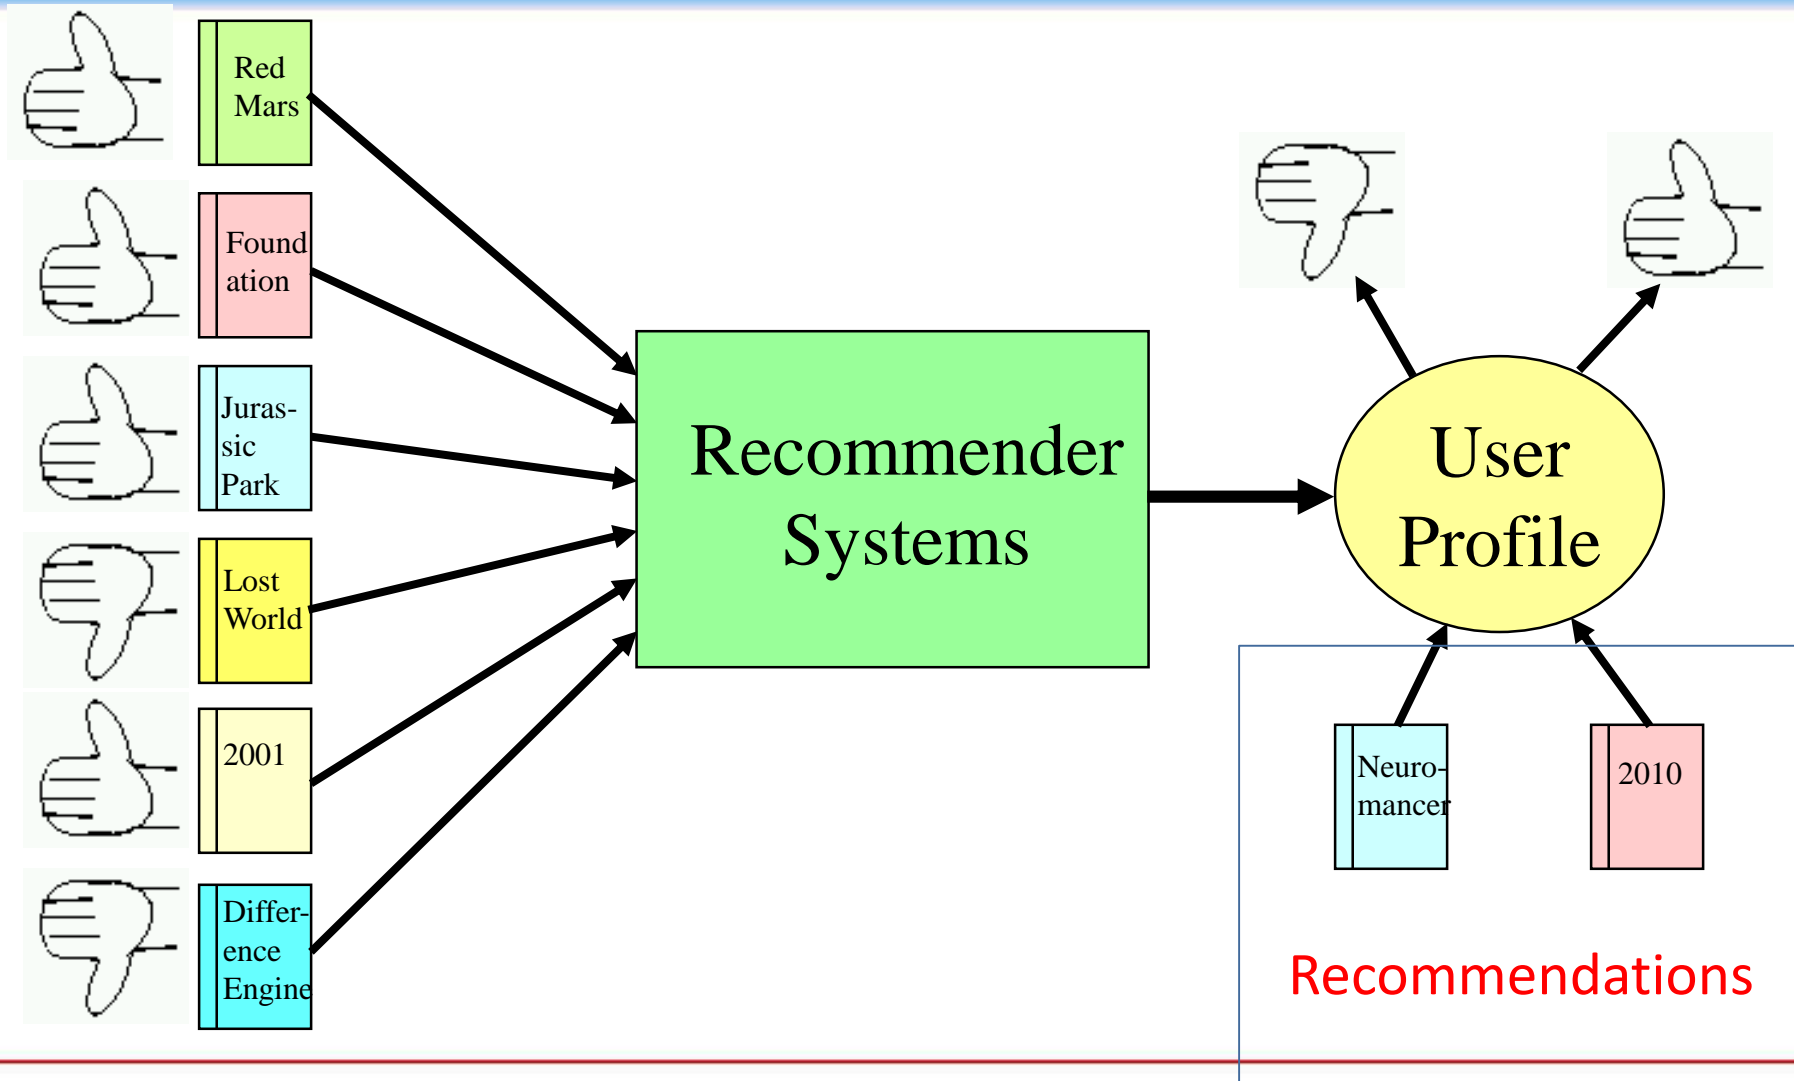 Red
Mars
Found
ation
Juras-
sic
Park
Lost
World
2001
Differ-
ence
Engine
Recommender
Systems
User
Profile
Neuro-
mancer
2010
Recommendations